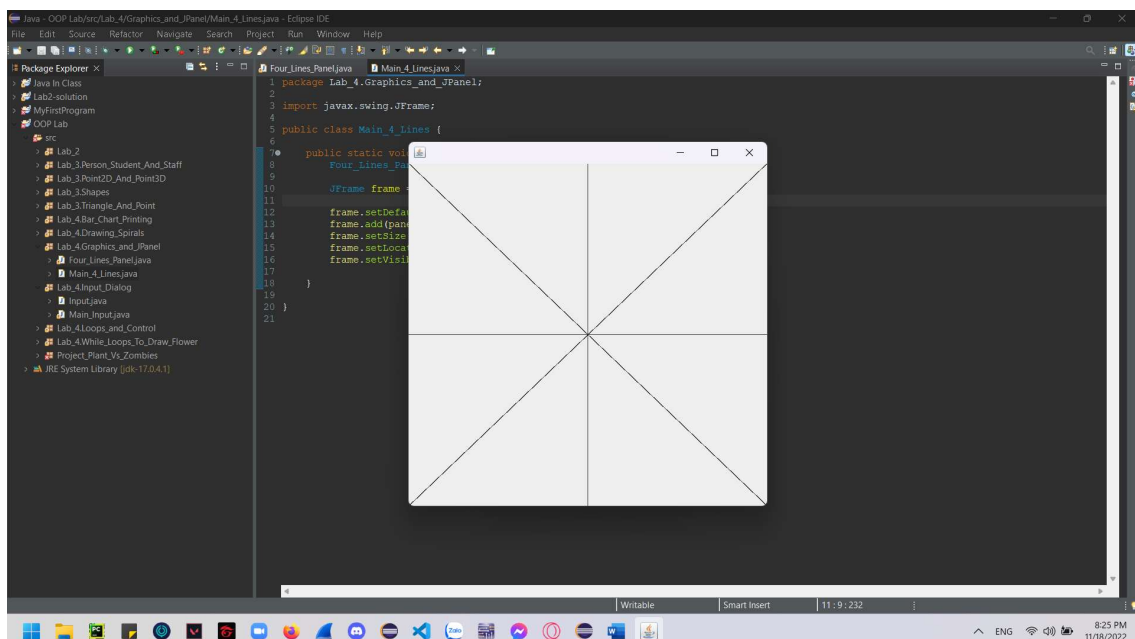 Java - OOP Lab/src/Lab_4/Graphics_and_JPanel/Main_4_Lines.java - Eclipse IDE
File Edit Source Refactor Navigate Search Project Run Window Help
Package Explorer
Four_Lines_Panel.java Main_4_Lines.java
Java In Class
Lab2-solution
MyFirstProgram
OOP Lab
src
Lab_2
Lab_3.Person_Student_And_Staff
Lab_3.Point2D_And_Point3D
Lab_3.Shapes
Lab_3.Triangle_And_Point
Lab_4.Bar_Chart_Printing
Lab_4.Drawing_Spirals
Lab_4.Graphics_and_JPanel
Four_Lines_Panel.java
Main_4_Lines.java
Lab_4.Input_Dialog
Input.java
Main_Input.java
Lab_4.Loops_and_Control
Lab_4.While_Loops_To_Draw_Flower
Project_Plant_Vs_Zombies
JRE System Library [jdk-17.0.4.1]
1 package Lab_4.Graphics_and_JPanel;
2
3 import javax.swing.JFrame;
4
5 public class Main_4_Lines {
6
7 public static voi
8 Four_Lines_Pa
9
10 JFrame frame =
11
12 frame.setDefau
13 frame.add(pane
14 frame.setSize
15 frame.setLoca
16 frame.setVisi
17
18 }
19
20 }
21
Writable Smart Insert 11 : 9 : 232
Zalo
ENG 8:25 PM
11/18/2022